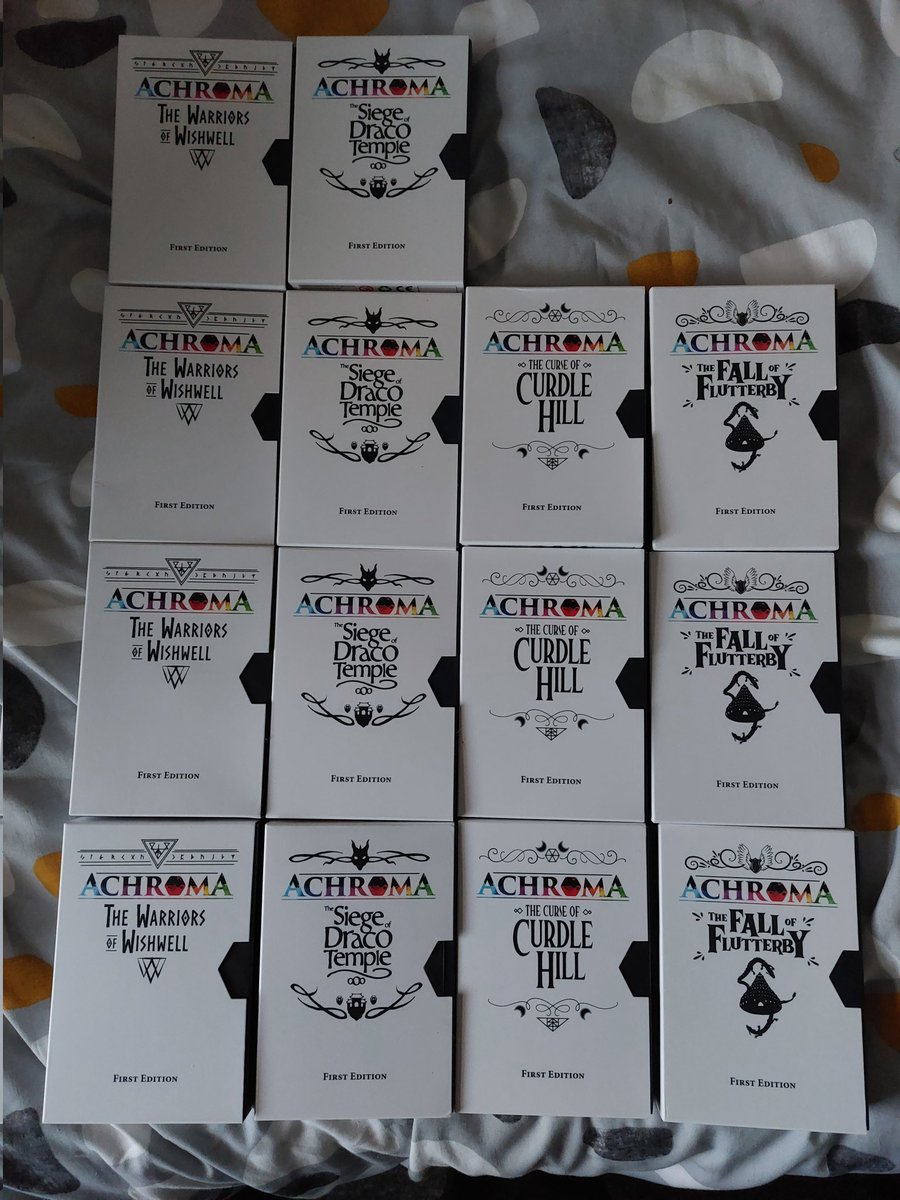 ACHROMA
THE WARRIORS
OF WISHWELL
FIRST EDITION
ACHROMA
The Siege of
Draco
Temple
FIRST EDITION
CE
ACHROMA
THE WARRIORS
OF WISHWELL
FIRST EDITION
ACHROMA
The Siege of
Draco
Temple
FIRST EDITION
ACHROMA
THE CURSE OF
CURDLE
HILL
FIRST EDITION
ACHROMA
THE FALL OF
FLUTTERBY
FIRST EDITION
ACHROMA
THE WARRIORS
OF WISHWELL
FIRST EDITION
ACHROMA
The Siege of
Draco
Temple
FIRST EDITION
ACHROMA
THE CURSE OF
CURDLE
HILL
FIRST EDITION
ACHROMA
THE FALL OF
FLUTTERBY
FIRST EDITION
ACHROMA
THE WARRIORS
OF WISHWELL
FIRST EDITION
ACHROMA
The Siege of
Draco
Temple
FIRST EDITION
ACHROMA
THE CURSE OF
CURDLE
HILL
FIRST EDITION
ACHROMA
THE FALL OF
FLUTTERBY
FIRST EDITION